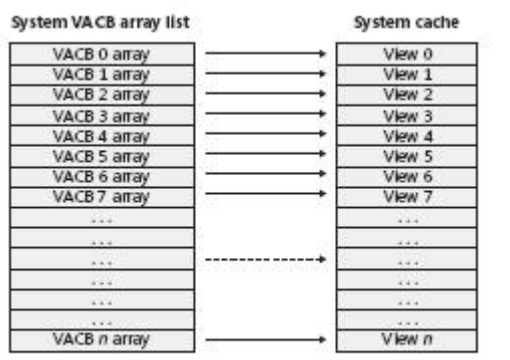 System VACB array list System cache
VACB 0 array View 0
VACB 1 array View 1
VACB 2 array View 2
VACB 3 array View 3
VACB 4 array View 4
VACB 5 array View 5
VACB 6 array View 6
VACB 7 array View 7
... ...
... ...
... ...
... ...
... ...
... ...
VACB n array View n